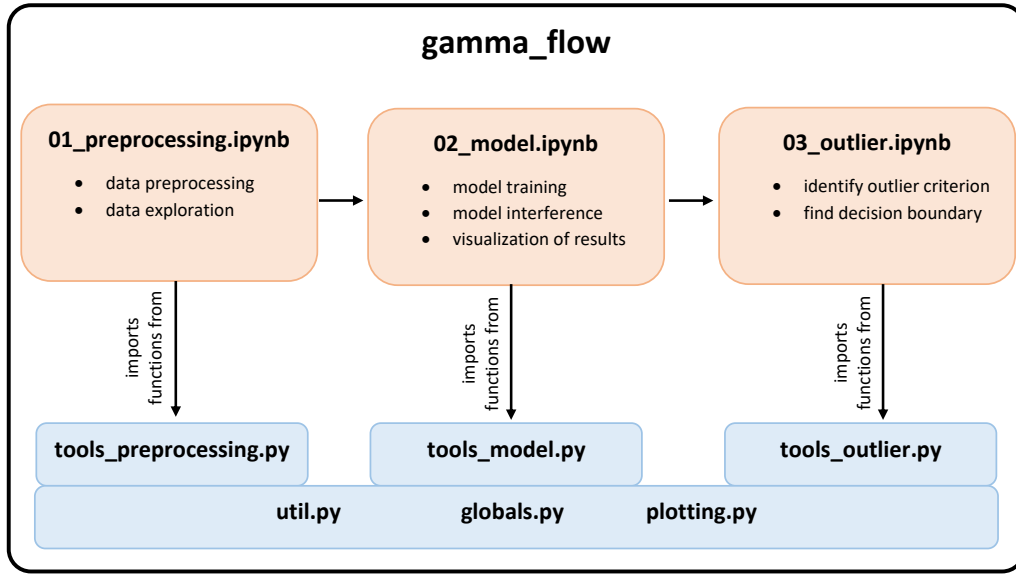 gamma_flow
01_preprocessing.ipynb
• data preprocessing
• data exploration
02_model.ipynb
• model training
• model interference
• visualization of results
03_outlier.ipynb
• identify outlier criterion
• find decision boundary
imports
functions from
imports
functions from
imports
functions from
tools_preprocessing.py
tools_model.py
tools_outlier.py
util.py
globals.py
plotting.py